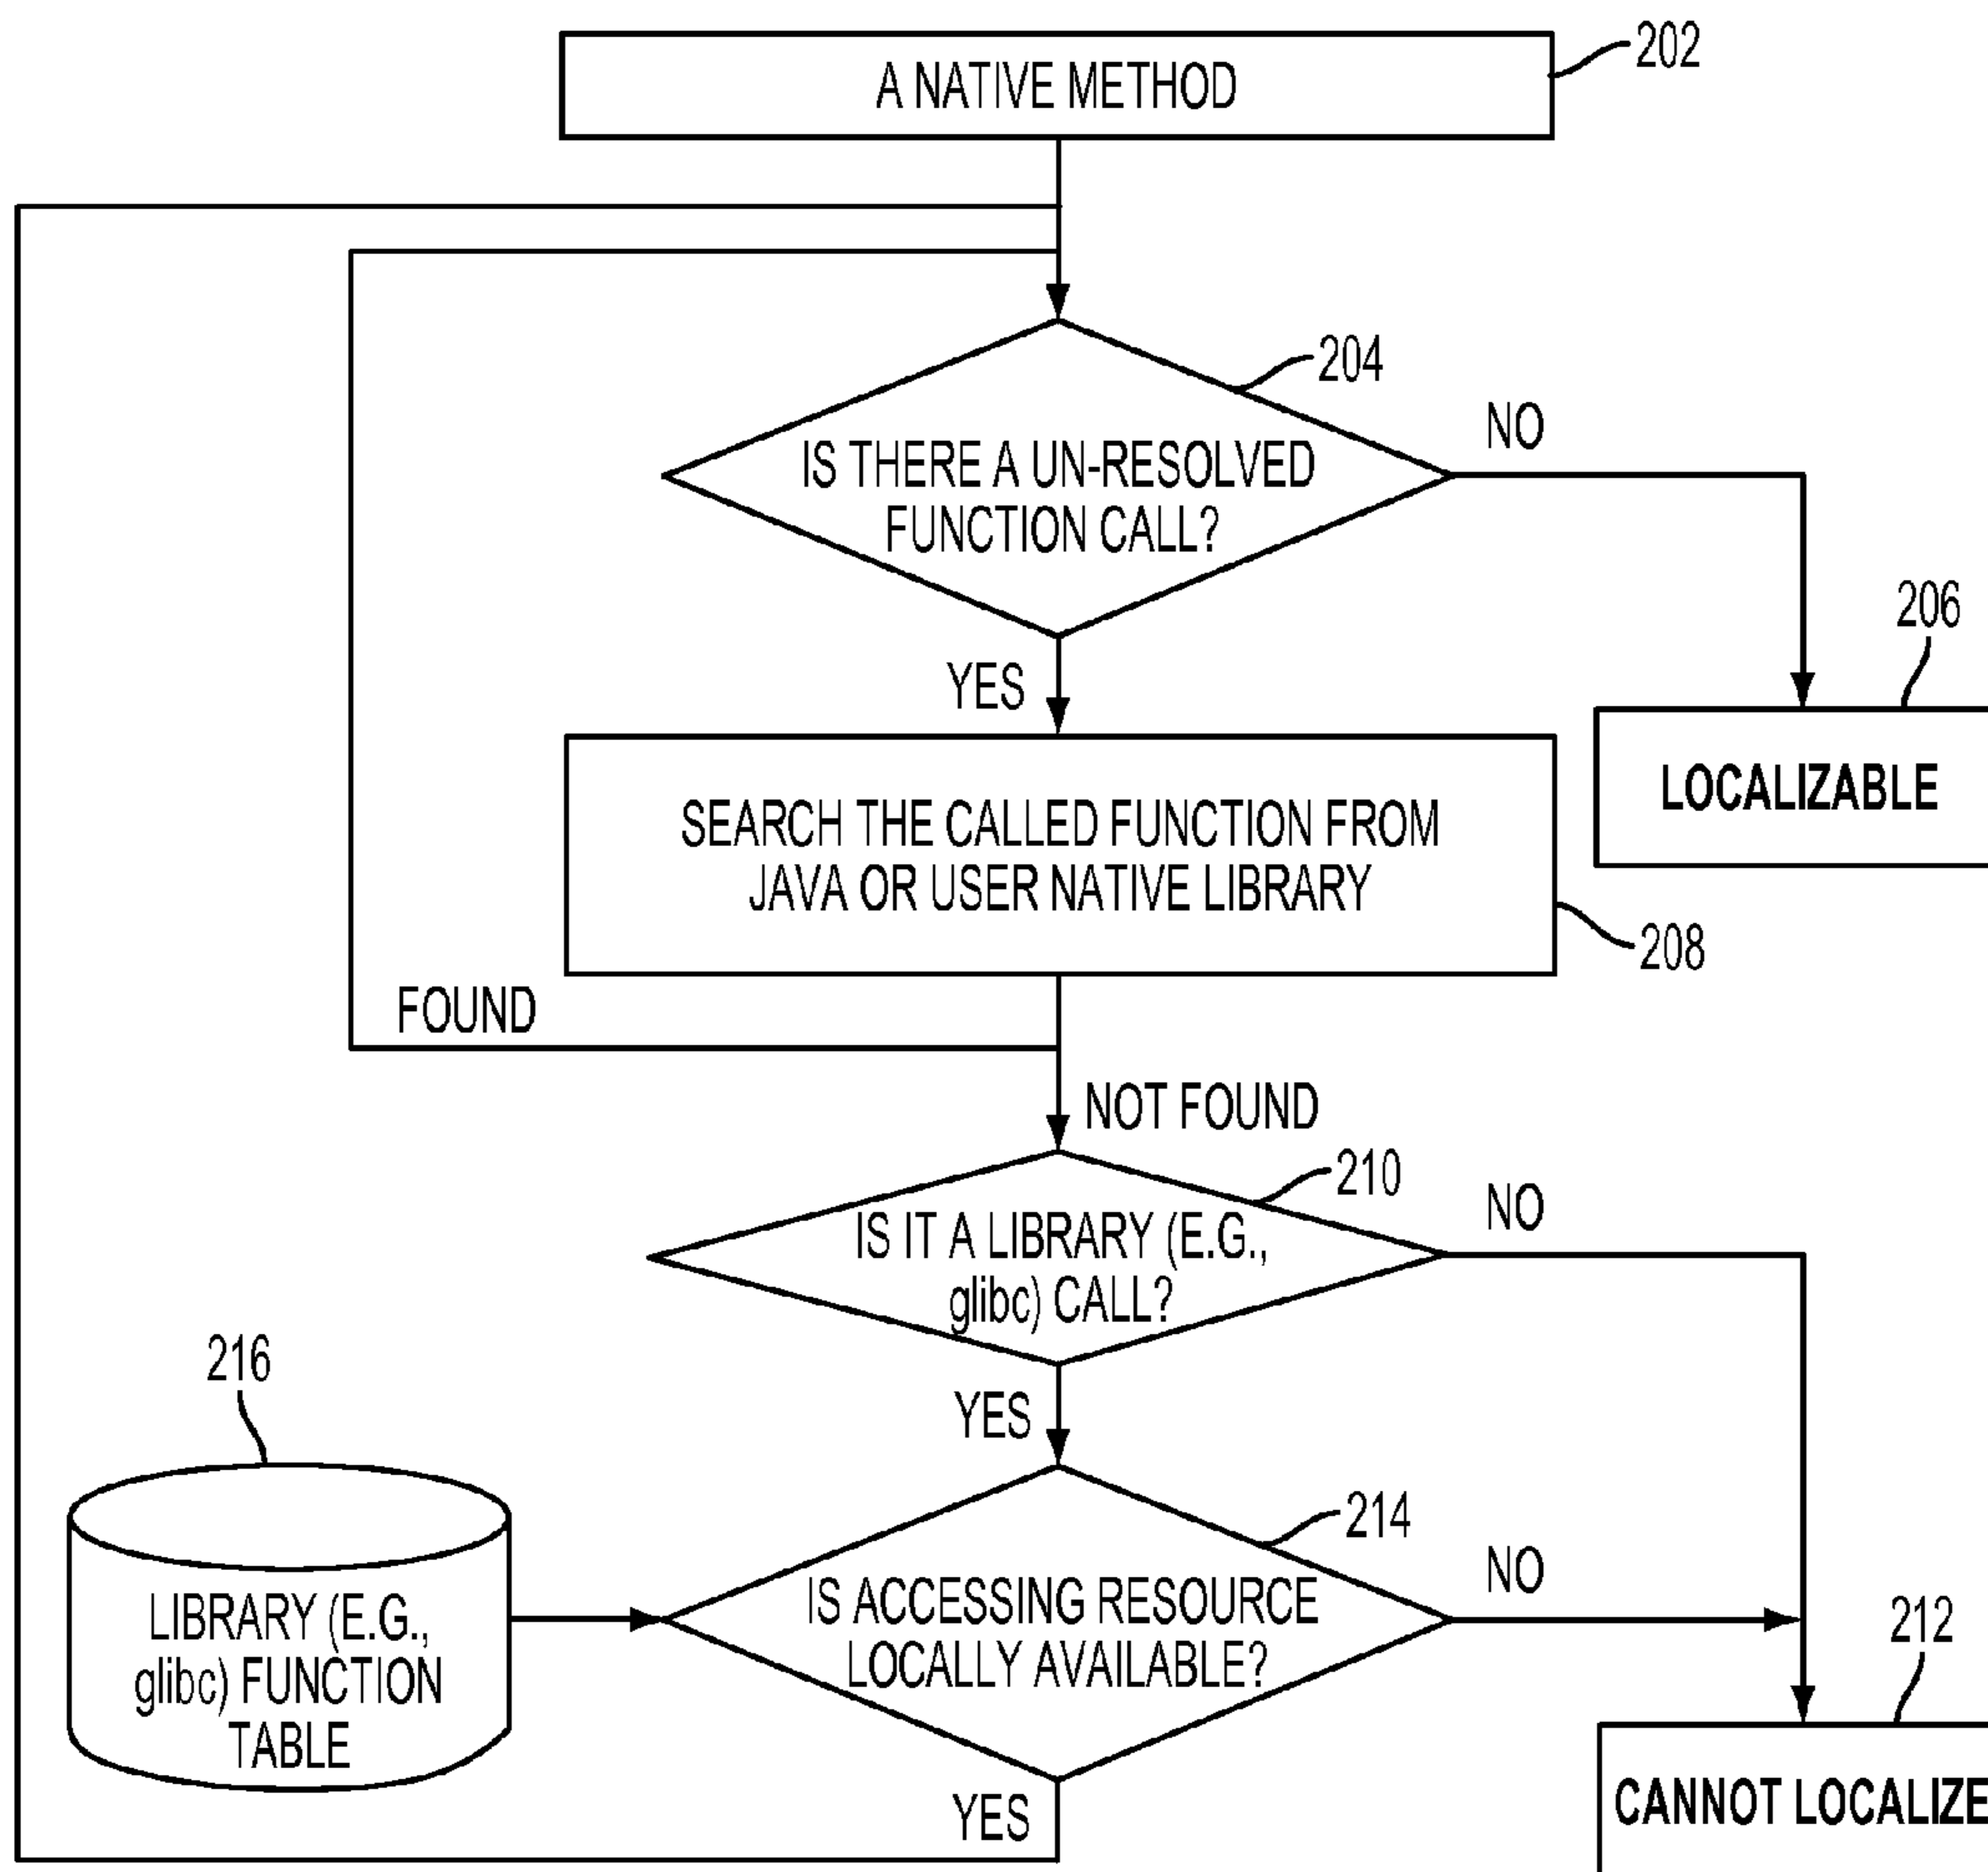 A NATIVE METHOD
202
204
IS THERE A UN-RESOLVED
FUNCTION CALL?
NO
YES
206
LOCALIZABLE
SEARCH THE CALLED FUNCTION FROM
JAVA OR USER NATIVE LIBRARY
208
FOUND
NOT FOUND
210
IS IT A LIBRARY (E.G.,
glibc) CALL?
NO
YES
216
LIBRARY (E.G.,
glibc) FUNCTION
TABLE
214
IS ACCESSING RESOURCE
LOCALLY AVAILABLE?
NO
YES
212
CANNOT LOCALIZE